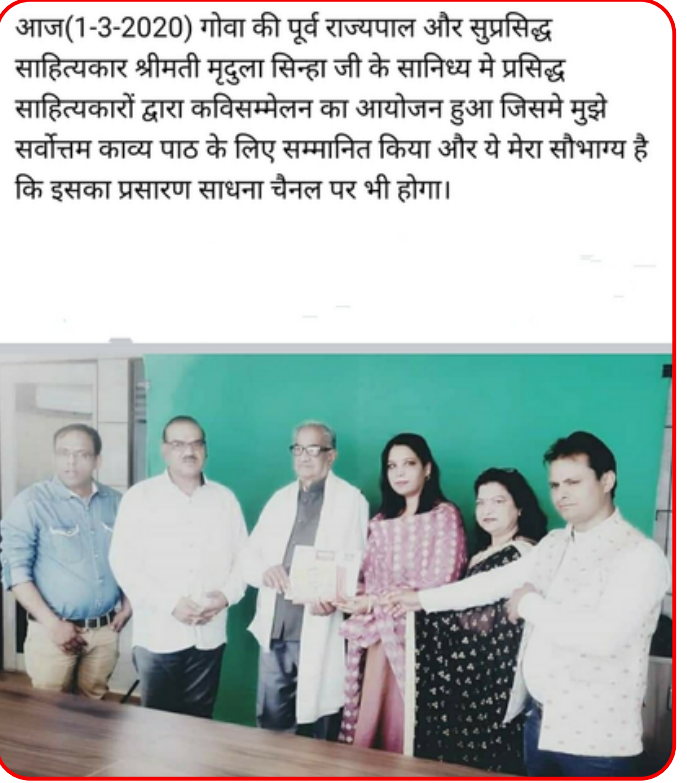 आज(1-3-2020) गोवा की पूर्व राज्यपाल और सुप्रसिद्ध
साहित्यकार श्रीमती मृदुला सिन्हा जी के सानिध्य मे प्रसिद्ध
साहित्यकारों द्वारा कविसम्मेलन का आयोजन हुआ जिसमे मुझे
सर्वोत्तम काव्य पाठ के लिए सम्मानित किया और ये मेरा सौभाग्य है
कि इसका प्रसारण साधना चैनल पर भी होगा।